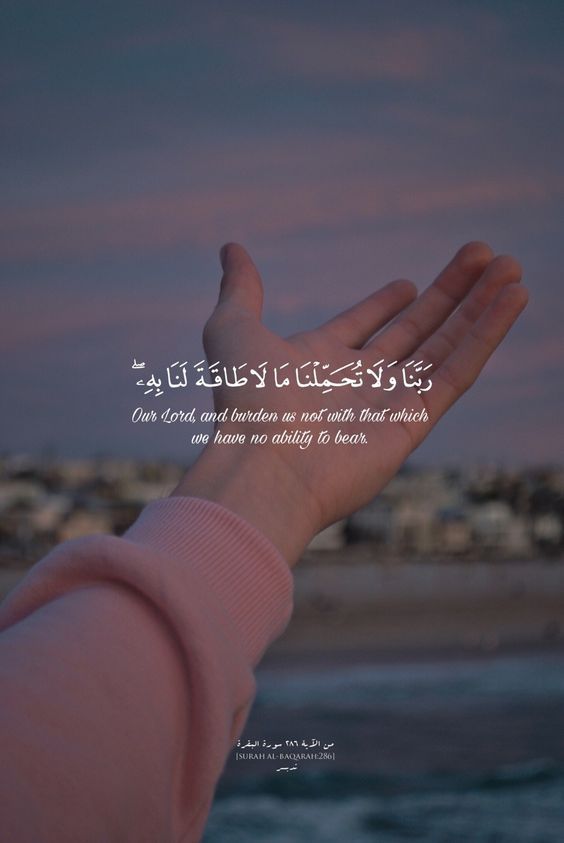 رَبَّنَا وَلَا تُحَمِّلْنَا مَا لَا طَاقَةَ لَنَا بِهِۦ ۖ
Our Lord, and burden us not with that which
we have no ability to bear.
من الآية ٢٨٦ سورة البقرة
[SURAH AL-BAQARAH:286]